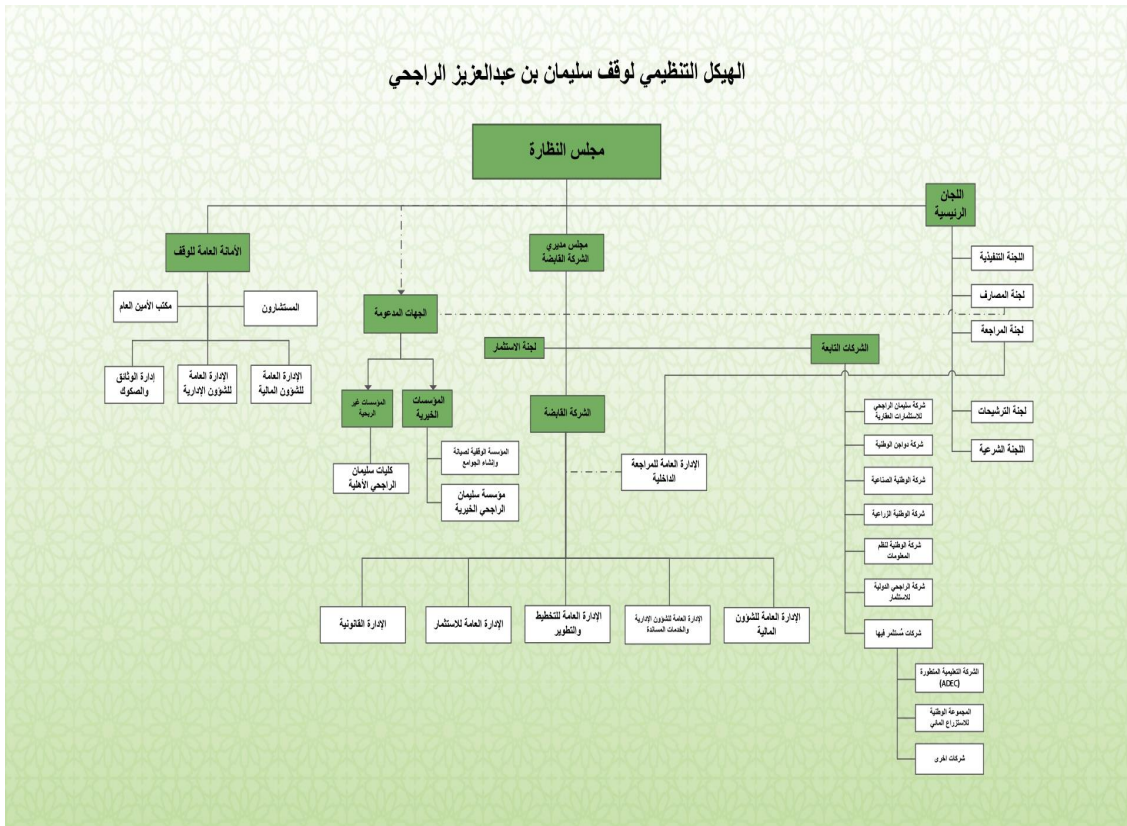 الهيكل التنظيمي لوقف سليمان بن عبدالعزيز الراجحي
مجلس النظارة
اللجان
الرئيسية
مجلس مديري
الشركة القابضة
الأمانة العامة للوقف
اللجنة التنفيذية
لجنة المصارف
لجنة المراجعة
لجنة الترشيحات
اللجنة الشرعية
المستشارون
مكتب الأمين العام
الإدارة العامة
للشؤون المالية
الإدارة العامة
للشؤون الإدارية
إدارة الوثائق
والصكوك
الجهات المدعومة
المؤسسات
الخيرية
المؤسسات غير
الربحية
المؤسسة الوقفية لصيانة
وإنشاء الجوامع
مؤسسة سليمان
الراجحي الخيرية
كليات سليمان
الراجحي الأهلية
الشركات التابعة
لجنة الاستثمار
الشركة القابضة
الإدارة العامة للمراجعة
الداخلية
شركة سليمان الراجحي
للاستثمارات العقارية
شركة دواجن الوطنية
شركة الوطنية الصناعية
شركة الوطنية الزراعية
شركة الوطنية لنظم
المعلومات
شركة الراجحي الدولية
للاستثمار
شركات مُستثمر فيها
الشركة التعليمية المتطورة
(ADEC)
المجموعة الوطنية
للاستزراع المائي
شركات اخرى
الإدارة العامة للشؤون
المالية
الإدارة العامة للشؤون الإدارية
والخدمات المساندة
الإدارة العامة للتخطيط
والتطوير
الإدارة العامة للاستثمار
الإدارة القانونية